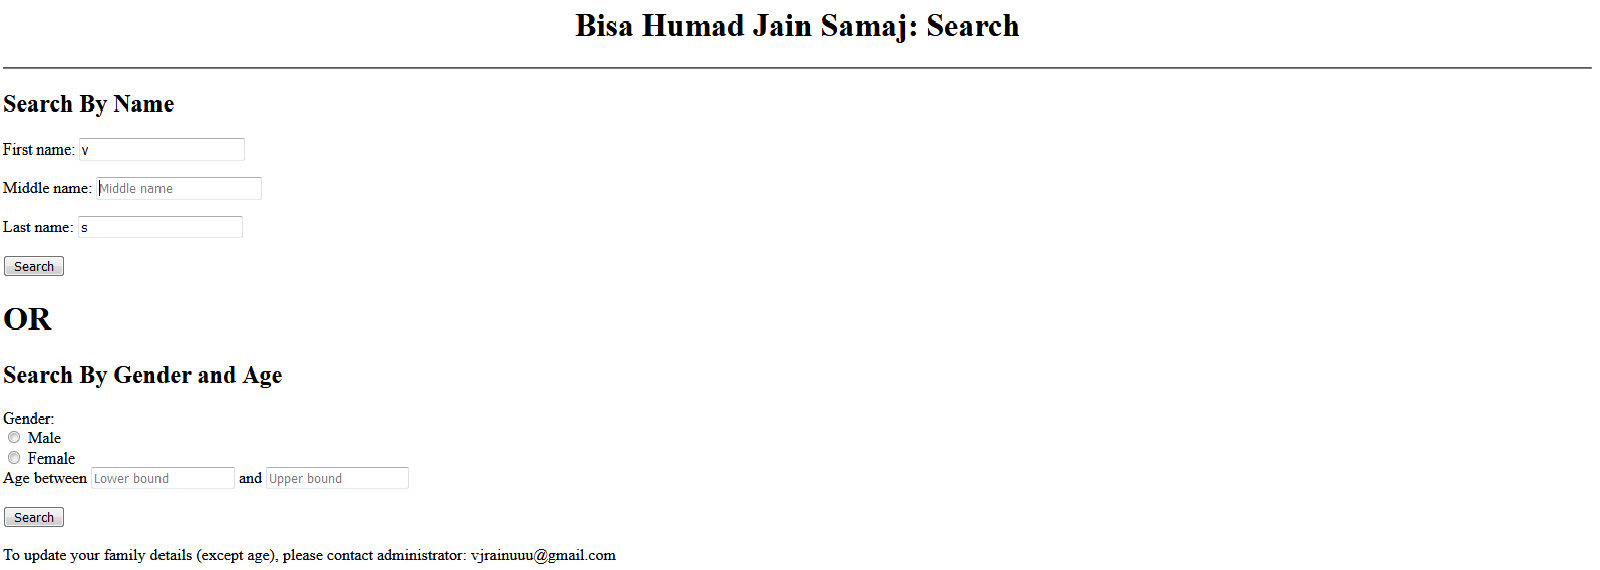 Bisa Humad Jain Samaj: Search
Search By Name
First name: v
Middle name: Middle name
Last name: s
Search
OR
Search By Gender and Age
Gender:
Male
Female
Age between Lower bound and Upper bound
Search
To update your family details (except age), please contact administrator: vjrainuuu@gmail.com